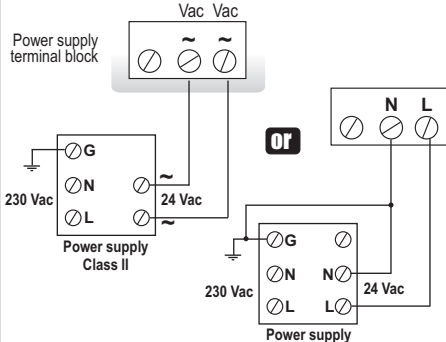 Vac Vac
Power supply
terminal block
~ ~
N L
or
G
N
L
230 Vac
~
24 Vac
~
Power supply
Class II
G
N
L
230 Vac
N
L
24 Vac
Power supply